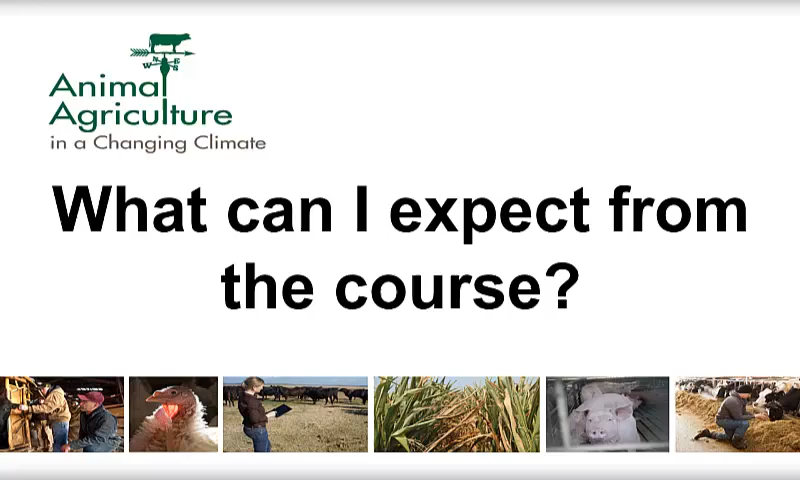 N
W E
S
Animal
Agriculture
in a Changing Climate
What can I expect from
the course?